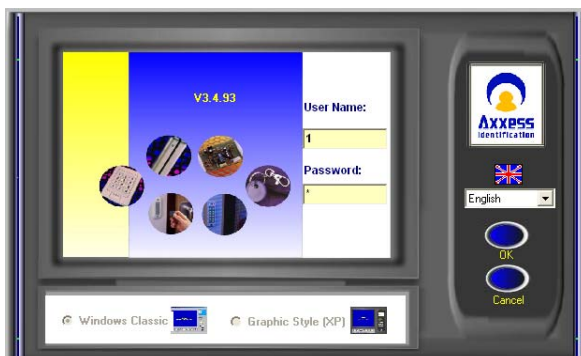 V3.4.93
User Name:
1
Password:
*
Axxess
Identification
English
OK
Cancel
Windows Classic
Graphic Style (XP)